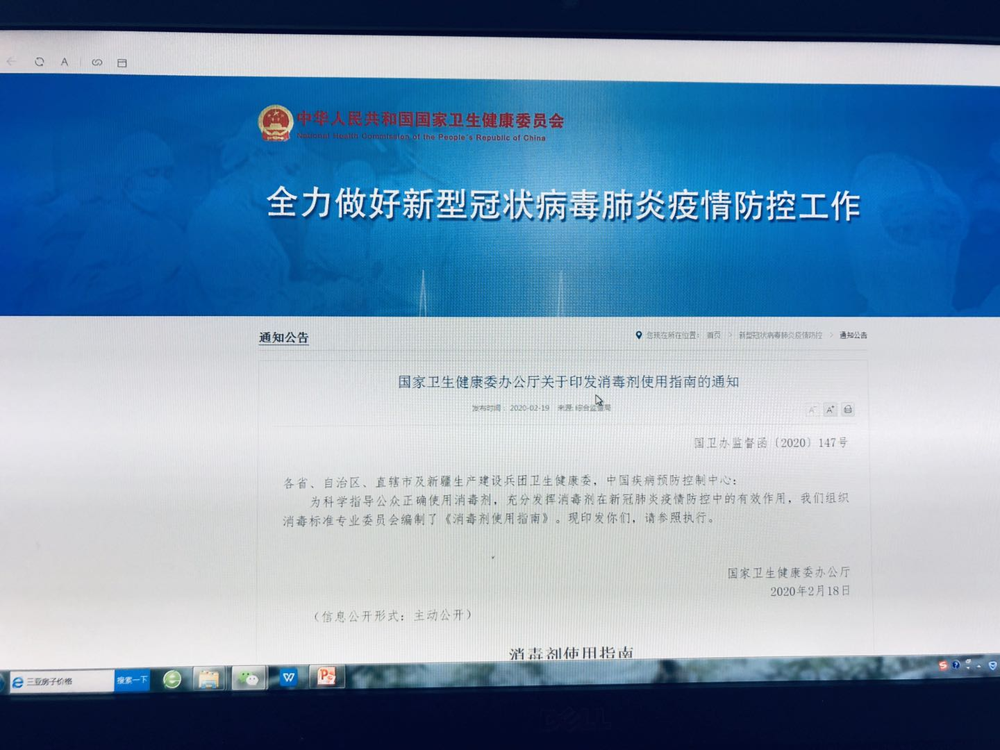 A
中华人民共和国国家卫生健康委员会
National Health Commission of the People's Republic of China
全力做好新型冠状病毒肺炎疫情防控工作
通知公告
您现在所在位置： 首页 > 新型冠状病毒肺炎疫情防控 > 通知公告
国家卫生健康委办公厅关于印发消毒剂使用指南的通知
发布时间： 2020-02-19 来源: 综合监督局
A- A+
国卫办监督函〔2020〕147号
各省、自治区、直辖市及新疆生产建设兵团卫生健康委，中国疾病预防控制中心：
为科学指导公众正确使用消毒剂，充分发挥消毒剂在新冠肺炎疫情防控中的有效作用，我们组织
消毒标准专业委员会编制了《消毒剂使用指南》。现印发你们，请参照执行。
国家卫生健康委办公厅
2020年2月18日
（信息公开形式：主动公开）
消毒剂使用指南
三亚房子价格 搜索一下
DELL